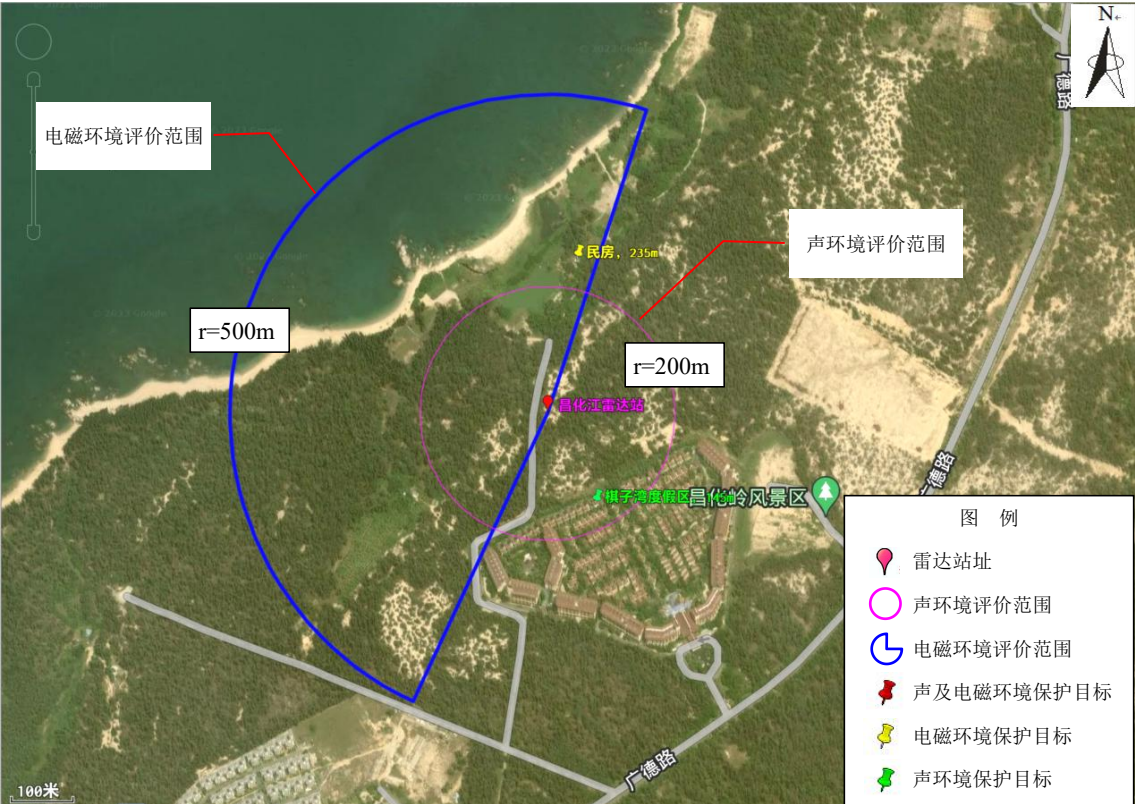 N
广德路
电磁环境评价范围
声环境评价范围
民房，235m
r=500m
r=200m
昌化江雷达站
广德路
棋子湾度假区
昌化岭风景区
图 例
雷达站址
声环境评价范围
电磁环境评价范围
声及电磁环境保护目标
电磁环境保护目标
声环境保护目标
广德路
100米